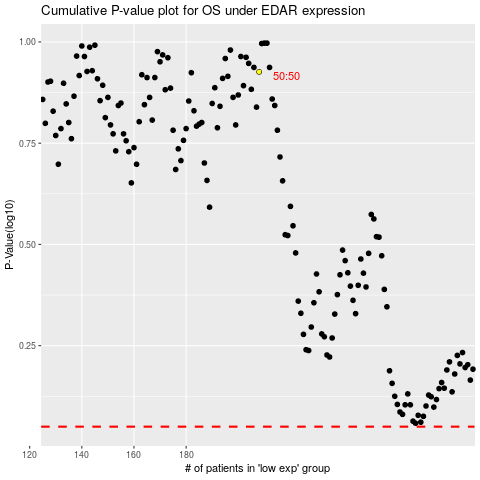 Cumulative P-value plot for OS under EDAR expression
P-Value(log10)
1.00
0.75
0.50
0.25
50:50
120 140 160 180
# of patients in 'low exp' group